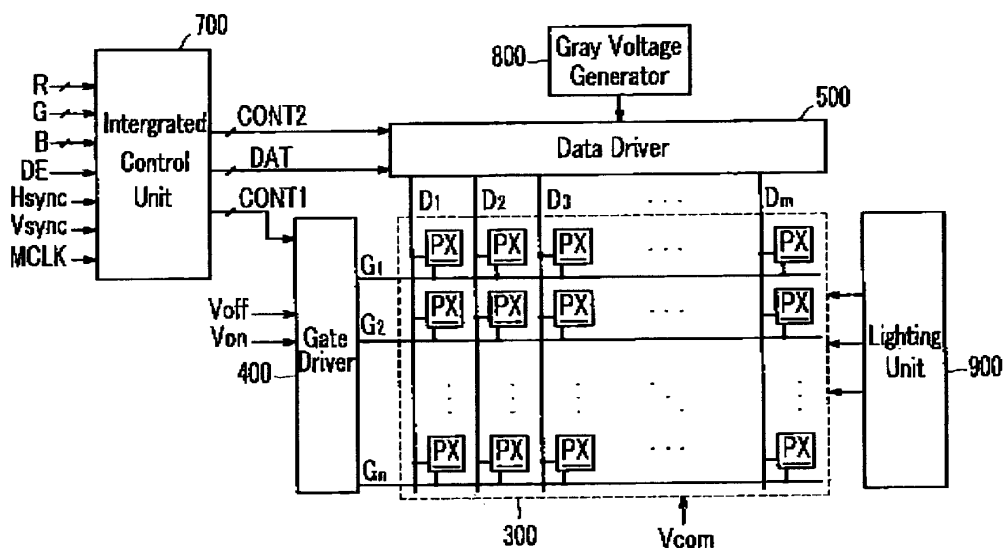 700
R
G
B
DE
Hsync
Vsync
MCLK
Intergrated
Control
Unit
CONT2
DAT
CONT1
800
Gray Voltage
Generator
500
Data Driver
D1 D2 D3 . . . Dm
Voff
Von
400
Gate
Driver
G1
PX PX PX . . . PX
G2
PX PX PX . . . PX
Gn
PX PX PX . . . PX
300
Vcom
Lighting
Unit
900